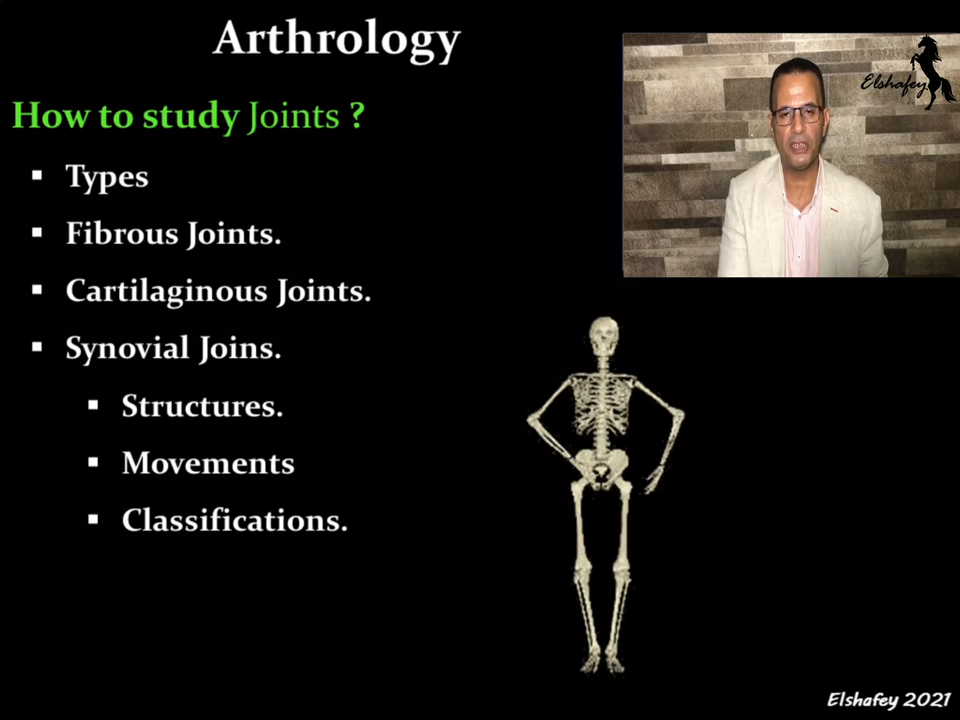 Arthrology
Elshafey
How to study Joints ?
▪ Types
▪ Fibrous Joints.
▪ Cartilaginous Joints.
▪ Synovial Joins.
▪ Structures.
▪ Movements
▪ Classifications.
Elshafey 2021